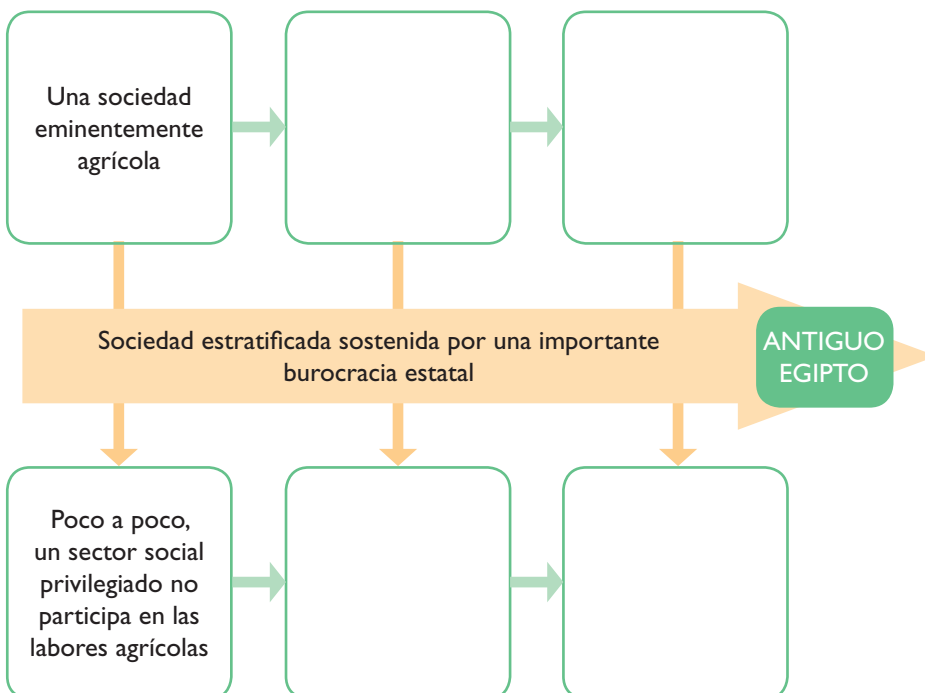 Una sociedad
eminentemente
agrícola
Sociedad estratificada sostenida por una importante
burocracia estatal
ANTIGUO
EGIPTO
Poco a poco,
un sector social
privilegiado no
participa en las
labores agrícolas